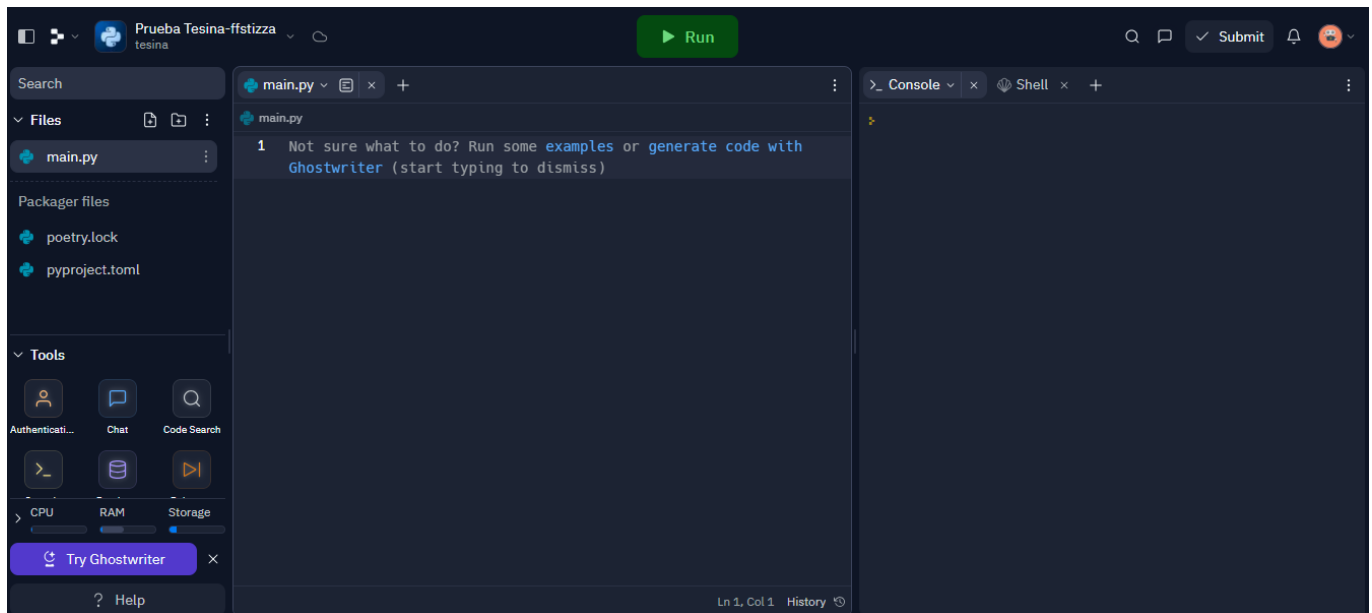 Prueba Tesina-ffstizza
tesina
Run
Submit
Search
Files
main.py
Packager files
poetry.lock
pyproject.toml
Tools
Authenticati... Chat Code Search
CPU RAM Storage
Try Ghostwriter
? Help
main.py
main.py
1 Not sure what to do? Run some examples or generate code with
Ghostwriter (start typing to dismiss)
Ln 1, Col 1 History
Console Shell